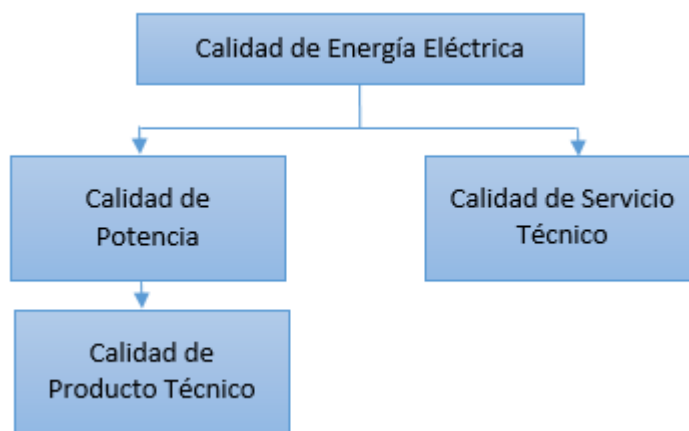 Calidad de Energía Eléctrica
Calidad de
Potencia
Calidad de Servicio
Técnico
Calidad de
Producto Técnico